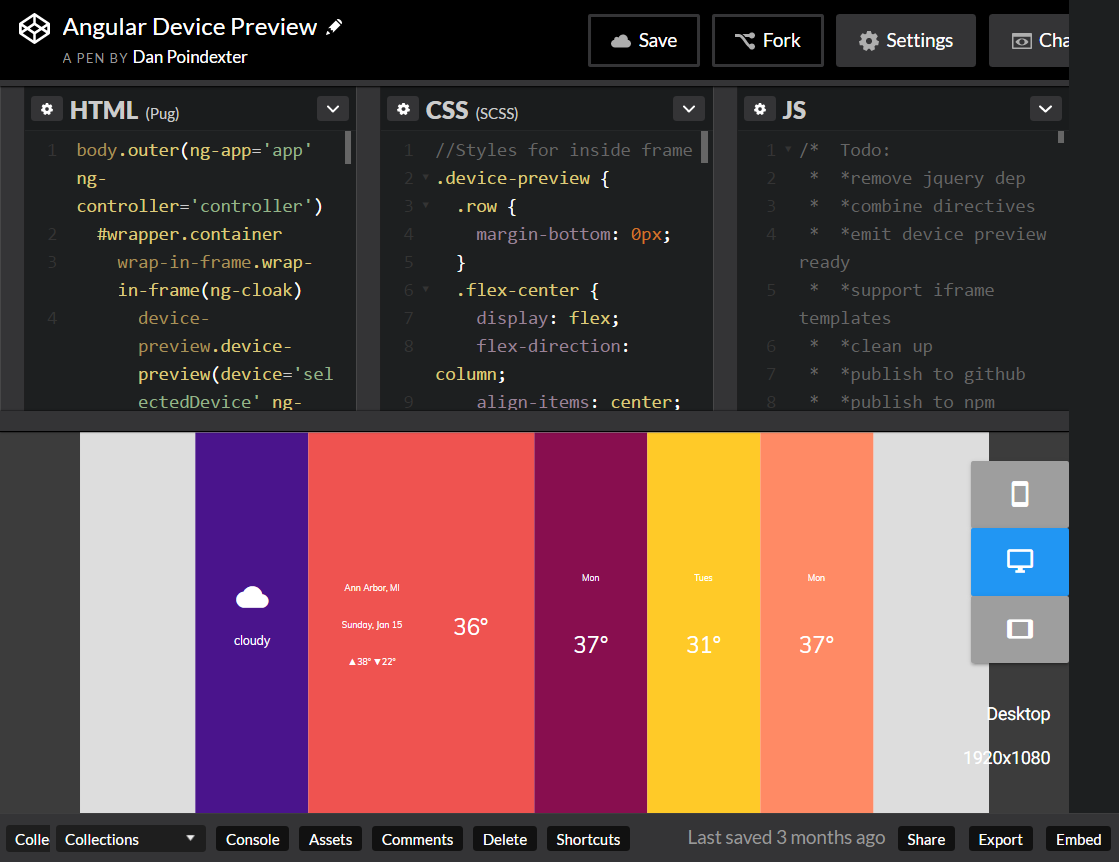 Angular Device Preview
A PEN BY Dan Poindexter
Save
Fork
Settings
Cha
HTML (Pug)
1 body.outer(ng-app='app'
ng-
controller='controller')
2 #wrapper.container
3 wrap-in-frame.wrap-
in-frame(ng-cloak)
4 device-
preview.device-
preview(device='sel
ectedDevice' ng-
CSS (SCSS)
1 //Styles for inside frame
2 .device-preview {
3 .row {
4 margin-bottom: 0px;
5 }
6 .flex-center {
7 display: flex;
8 flex-direction:
column;
9 align-items: center;
JS
1 /* Todo:
2 * *remove jquery dep
3 * *combine directives
4 * *emit device preview
ready
5 * *support iframe
templates
6 * *clean up
7 * *publish to github
8 * *publish to npm
cloudy
Ann Arbor, MI
Sunday, Jan 15
▲38° ▼22°
36°
Mon
37°
Tues
31°
Mon
37°
Desktop
1920x1080
Colle
Collections
Console
Assets
Comments
Delete
Shortcuts
Last saved 3 months ago
Share
Export
Embed